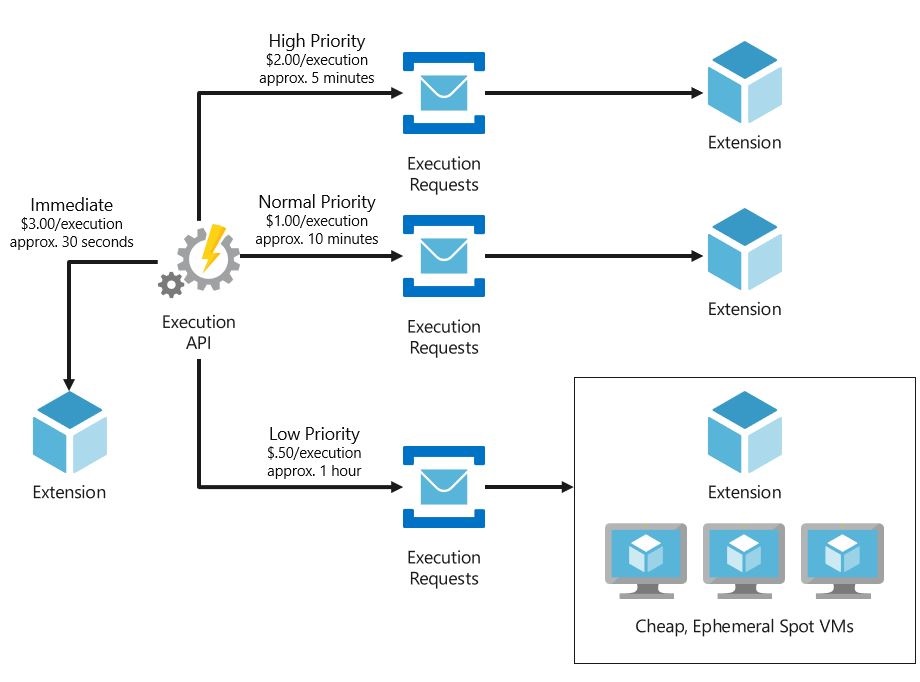 High Priority
$2.00/execution
approx. 5 minutes
Execution
Requests
Extension
Immediate
$3.00/execution
approx. 30 seconds
Normal Priority
$1.00/execution
approx. 10 minutes
Execution
API
Execution
Requests
Extension
Extension
Low Priority
$.50/execution
approx. 1 hour
Execution
Requests
Extension
Cheap, Ephemeral Spot VMs